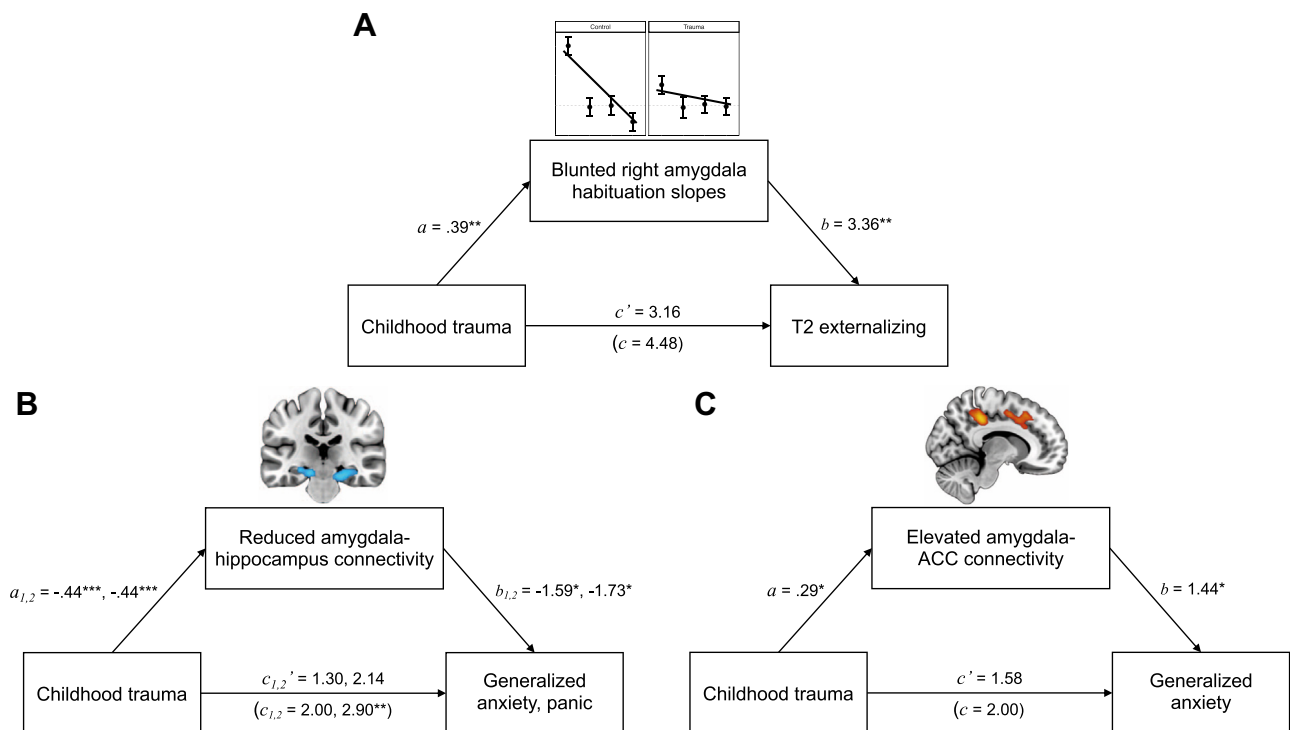 A
Control
Trauma
Blunted right amygdala
habituation slopes
a = .39**
b = 3.36**
Childhood trauma
c’ = 3.16
(c = 4.48)
T2 externalizing
B
Reduced amygdala-
hippocampus connectivity
a1,2 = -.44***, -.44***
b1,2 = -1.59*, -1.73*
Childhood trauma
c1,2’ = 1.30, 2.14
(c1,2 = 2.00, 2.90**)
Generalized
anxiety, panic
C
Elevated amygdala-
ACC connectivity
a = .29*
b = 1.44*
Childhood trauma
c’ = 1.58
(c = 2.00)
Generalized
anxiety